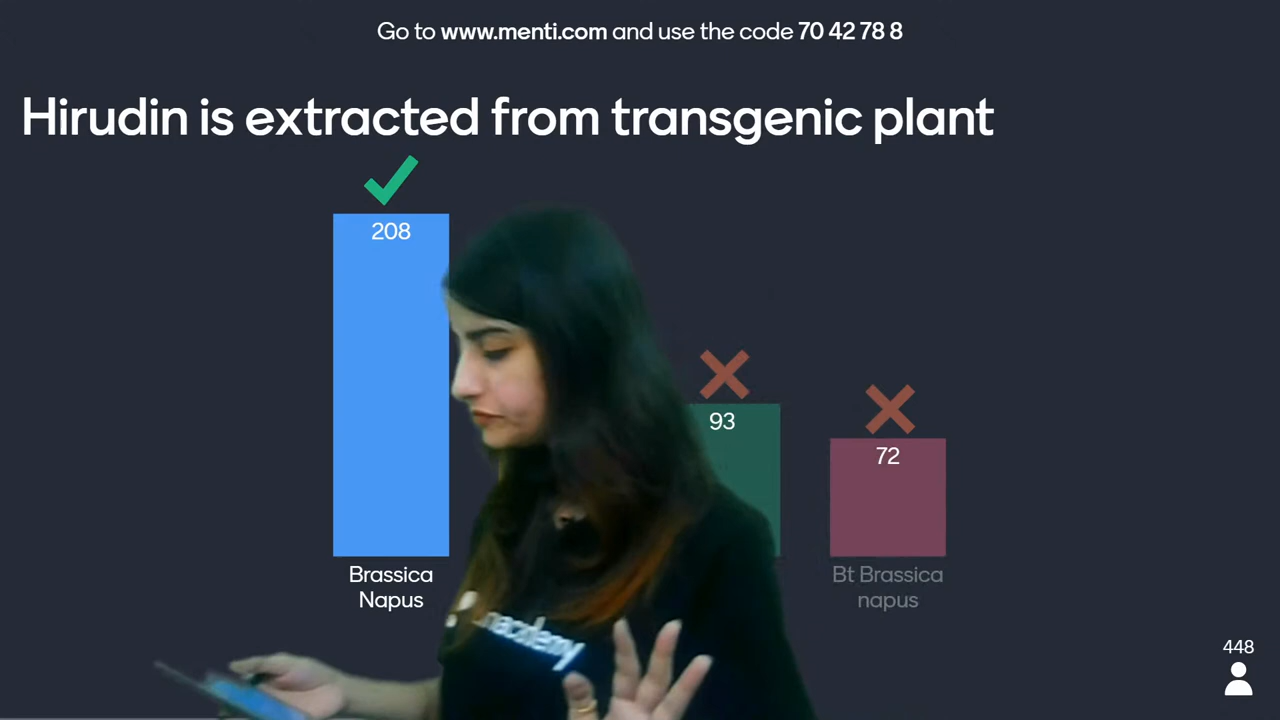 Go to www.menti.com and use the code 70 42 78 8
Hirudin is extracted from transgenic plant
208
93
72
Brassica
Napus
Bt Brassica
napus
nacademy
448